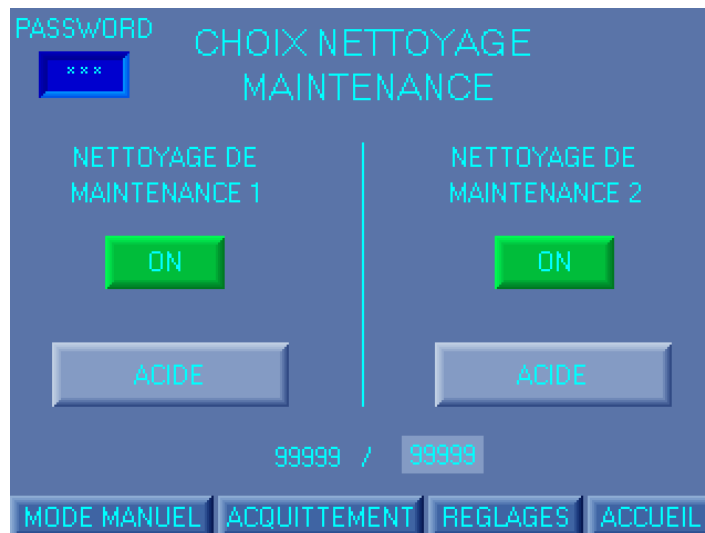 PASSWORD
***
CHOIX NETTOYAGE
MAINTENANCE
NETTOYAGE DE
MAINTENANCE 1
ON
ACIDE
NETTOYAGE DE
MAINTENANCE 2
ON
ACIDE
99999 / 99999
MODE MANUEL ACQUITTEMENT REGLAGES ACCUEIL